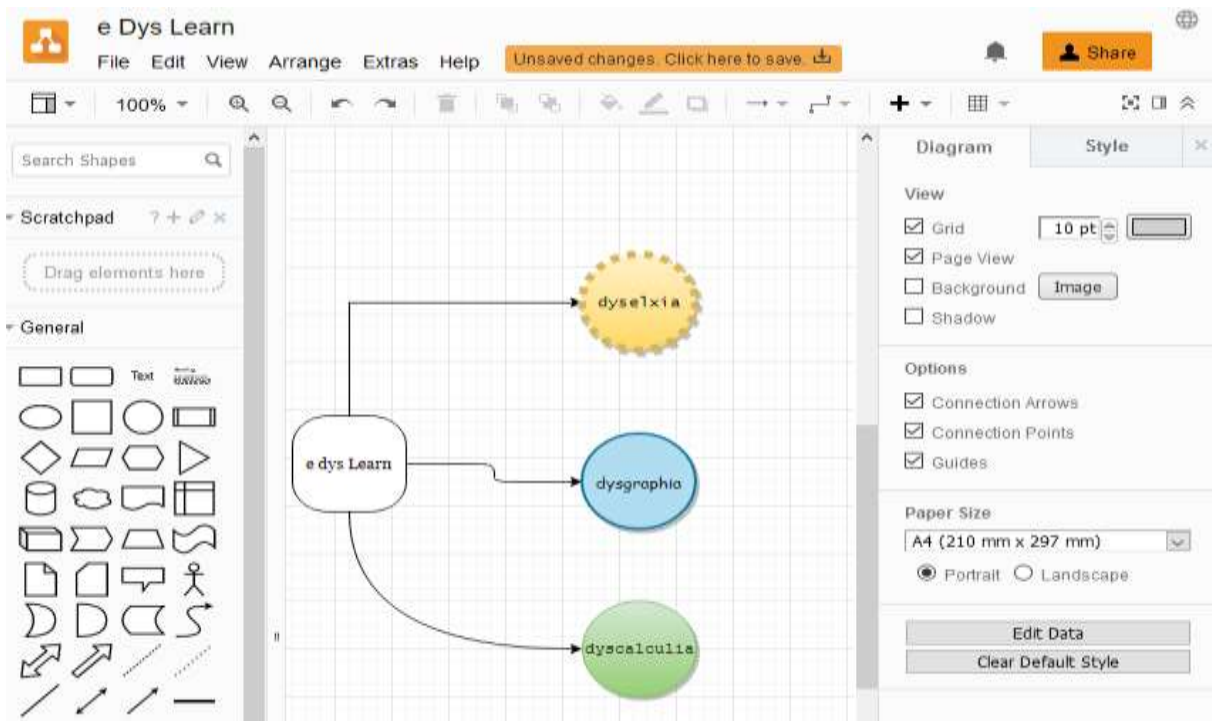 e Dys Learn
File Edit View Arrange Extras Help Unsaved changes. Click here to save.
Share
100%
Search Shapes
Scratchpad ? + ×
Drag elements here
General
Text
e dys Learn
dyselxia
dysgraphia
dyscalculia
Diagram Style ×
View
Grid 10 pt
Page View
Background Image
Shadow
Options
Connection Arrows
Connection Points
Guides
Paper Size
A4 (210 mm x 297 mm)
Portrait Landscape
Edit Data
Clear Default Style